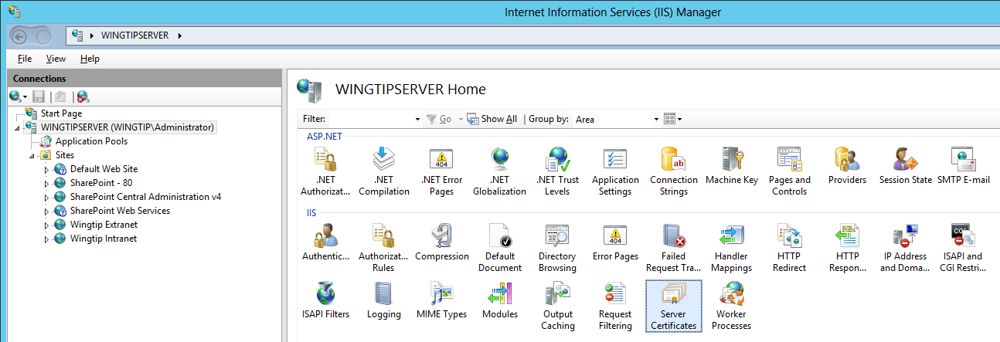 Internet Information Services (IIS) Manager
WINGTIPSERVER
File View Help
Connections
Start Page
WINGTIPSERVER (WINGTIP\Administrator)
Application Pools
Sites
Default Web Site
SharePoint - 80
SharePoint Central Administration v4
SharePoint Web Services
Wingtip Extranet
Wingtip Intranet
WINGTIPSERVER Home
Filter: Go Show All Group by: Area
ASP.NET
.NET .NET .NET Error .NET .NET Trust Application Connection Machine Key Pages and Providers Session State SMTP E-mail
Authorizat... Compilation Pages Globalization Levels Settings Strings Controls
IIS
Authentic... Authorizat... Compression Default Directory Error Pages Failed Handler HTTP HTTP IP Address ISAPI and
Rules Document Browsing Request Tra... Mappings Redirect Respon... and Doma... CGI Restri...
ISAPI Filters Logging MIME Types Modules Output Request Server Worker
Caching Filtering Certificates Processes